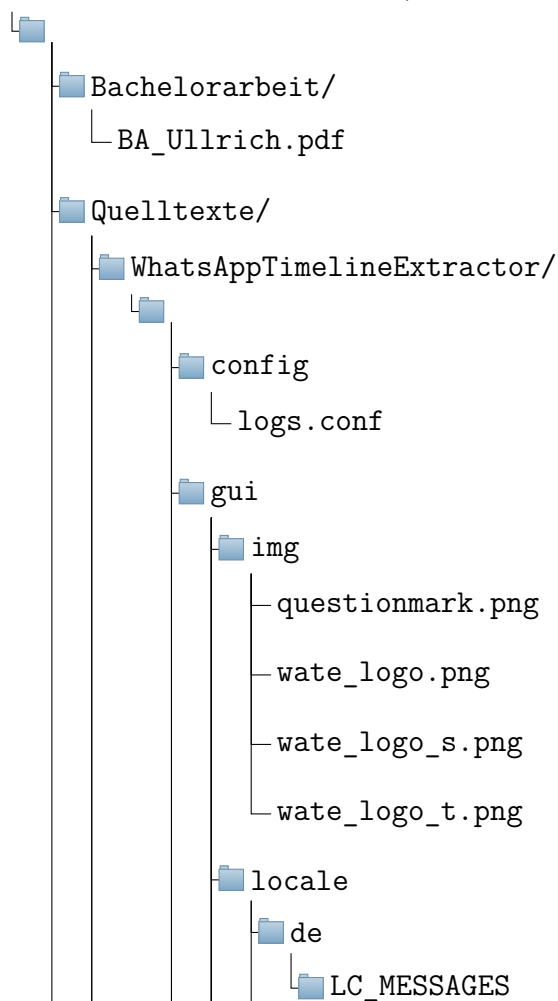 Bachelorarbeit/
BA_Ullrich.pdf
Quelltexte/
WhatsAppTimelineExtractor/
config
logs.conf
gui
img
questionmark.png
wate_logo.png
wate_logo_s.png
wate_logo_t.png
locale
de
LC_MESSAGES